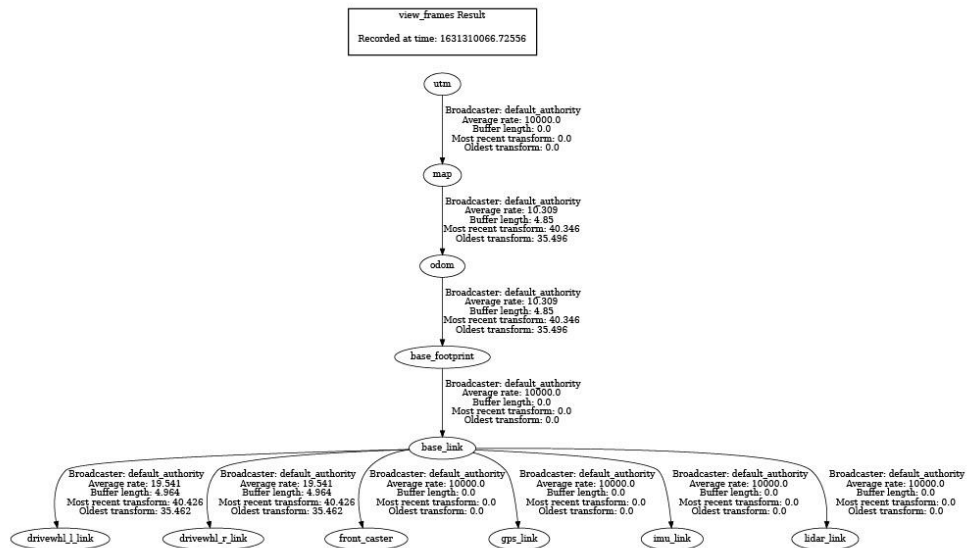 view_frames Result
Recorded at time: 1631310066.72556
utm
Broadcaster: default_authority
Average rate: 10000.0
Buffer length: 0.0
Most recent transform: 0.0
Oldest transform: 0.0
map
Broadcaster: default_authority
Average rate: 10.309
Buffer length: 4.85
Most recent transform: 40.346
Oldest transform: 35.496
odom
Broadcaster: default_authority
Average rate: 10.309
Buffer length: 4.85
Most recent transform: 40.346
Oldest transform: 35.496
base_footprint
Broadcaster: default_authority
Average rate: 10000.0
Buffer length: 0.0
Most recent transform: 0.0
Oldest transform: 0.0
base_link
Broadcaster: default_authority
Average rate: 19.541
Buffer length: 4.964
Most recent transform: 40.426
Oldest transform: 35.462
Broadcaster: default_authority
Average rate: 19.541
Buffer length: 4.964
Most recent transform: 40.426
Oldest transform: 35.462
Broadcaster: default_authority
Average rate: 10000.0
Buffer length: 0.0
Most recent transform: 0.0
Oldest transform: 0.0
Broadcaster: default_authority
Average rate: 10000.0
Buffer length: 0.0
Most recent transform: 0.0
Oldest transform: 0.0
Broadcaster: default_authority
Average rate: 10000.0
Buffer length: 0.0
Most recent transform: 0.0
Oldest transform: 0.0
Broadcaster: default_authority
Average rate: 10000.0
Buffer length: 0.0
Most recent transform: 0.0
Oldest transform: 0.0
drivewhl_l_link
drivewhl_r_link
front_caster
gps_link
imu_link
lidar_link